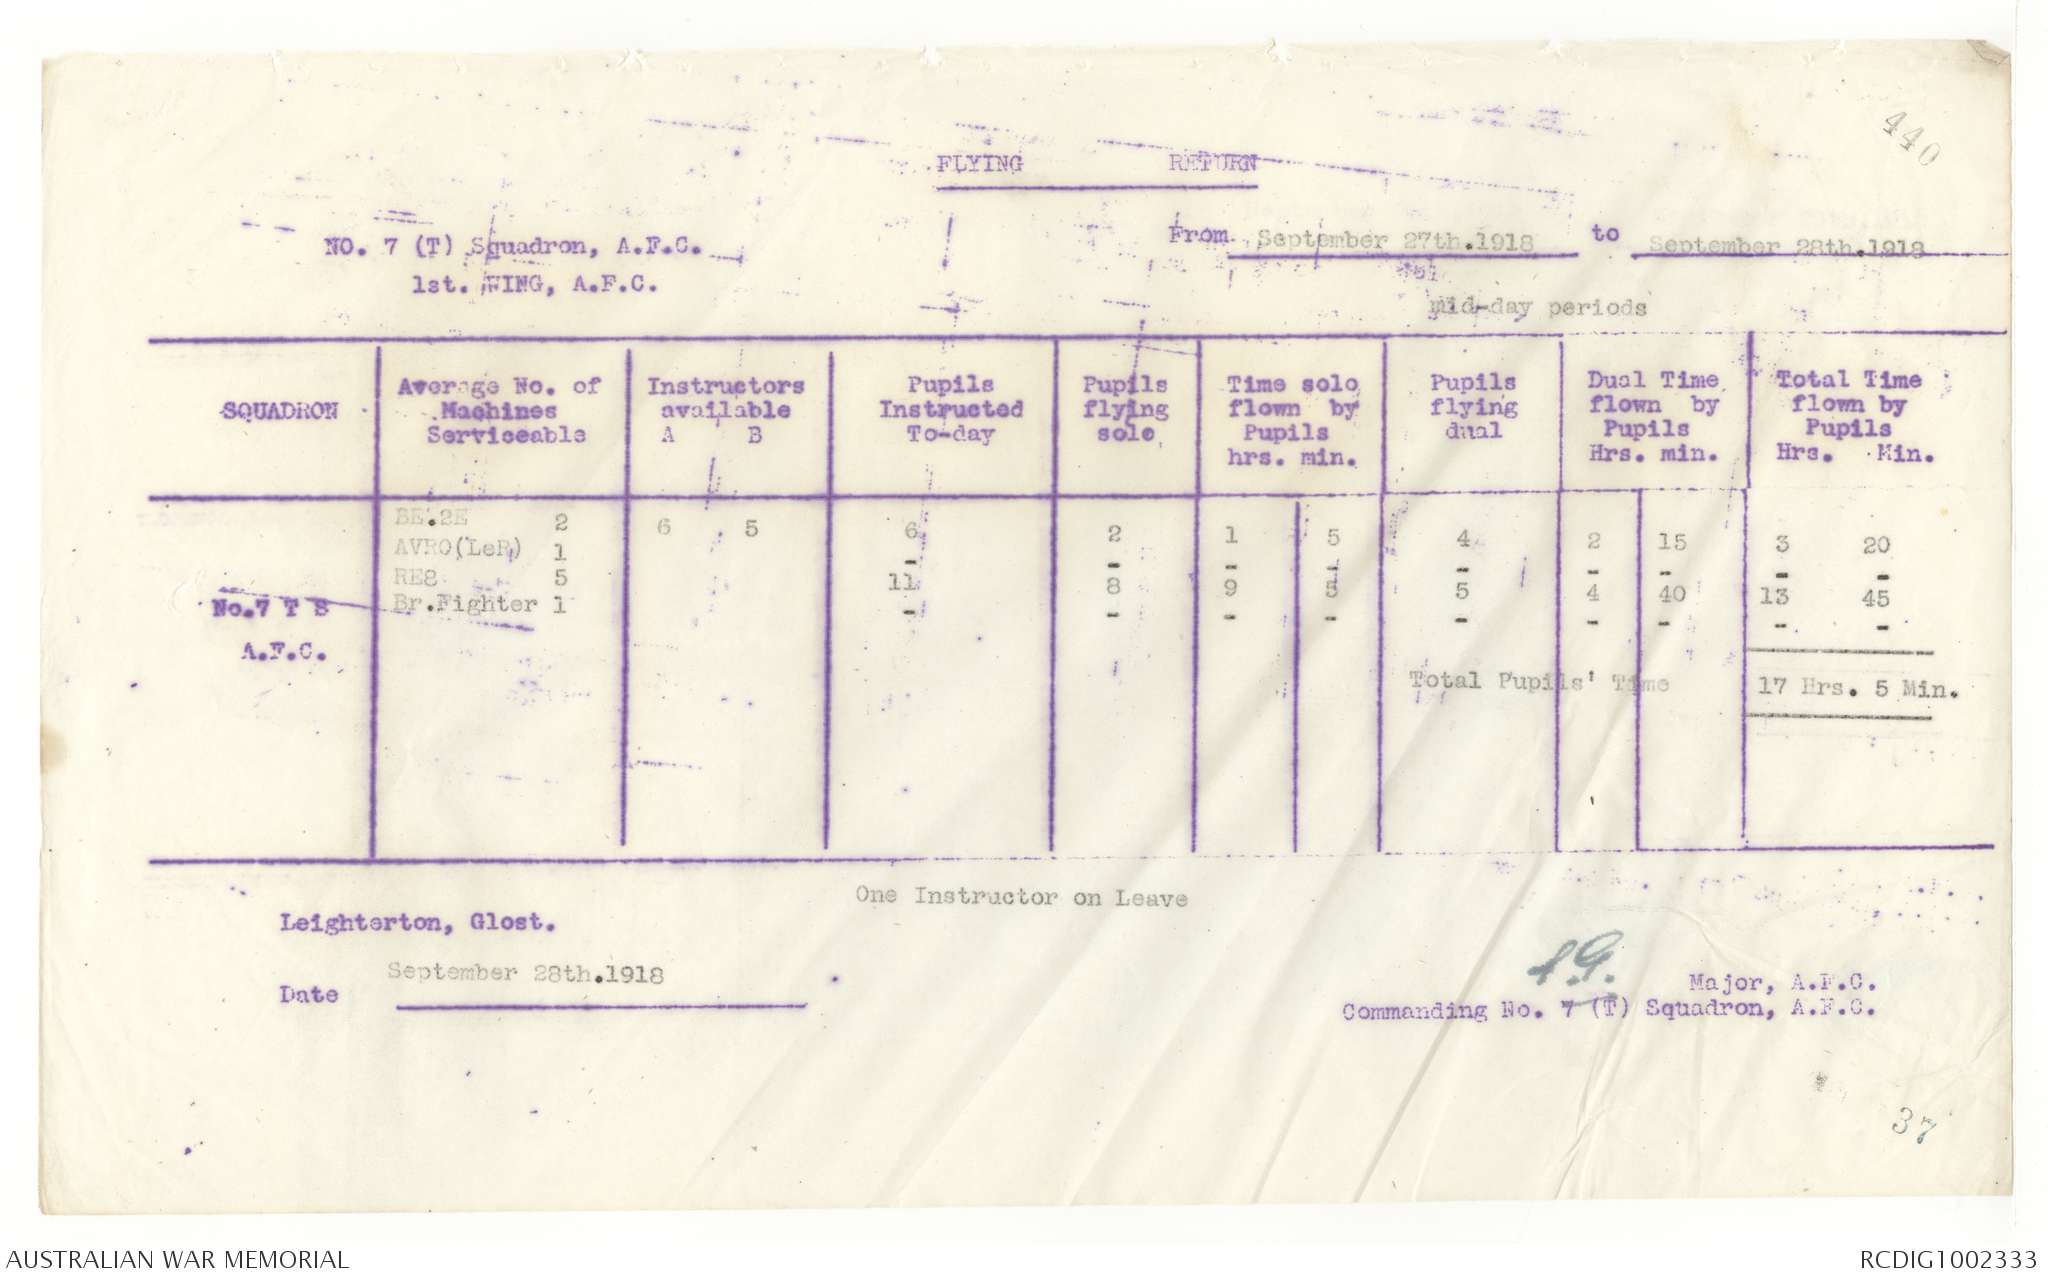 440
FLYING RETURN
NO. 7 (T) Squadron, A.F.C.
1st. WING, A.F.C.
From September 27th.1918 to September 28th.1918
mid-day periods
SQUADRON
Average No. of
Machines
Serviceable
Instructors
available
A B
Pupils
Instructed
To-day
Pupils
flying
solo
Time solo
flown by
Pupils
hrs. min.
Pupils
flying
dual
Dual Time
flown by
Pupils
Hrs. min.
Total Time
flown by
Pupils
Hrs. Min.
No.7 T S
A.F.C.
BE.2E 2 6 5 6 2 1 5 4 2 15 3 20
AVRO(LeR) 1 - - - - - - - - -
RE8 5 11 8 9 5 5 4 40 13 45
Br.Fighter 1 - - - - - - - - -
Total Pupils' Time 17 Hrs. 5 Min.
One Instructor on Leave
Leighterton, Glost.
Date September 28th.1918
Major, A.F.C.
Commanding No. 7 (T) Squadron, A.F.C.
37
AUSTRALIAN WAR MEMORIAL
RCDIG1002333